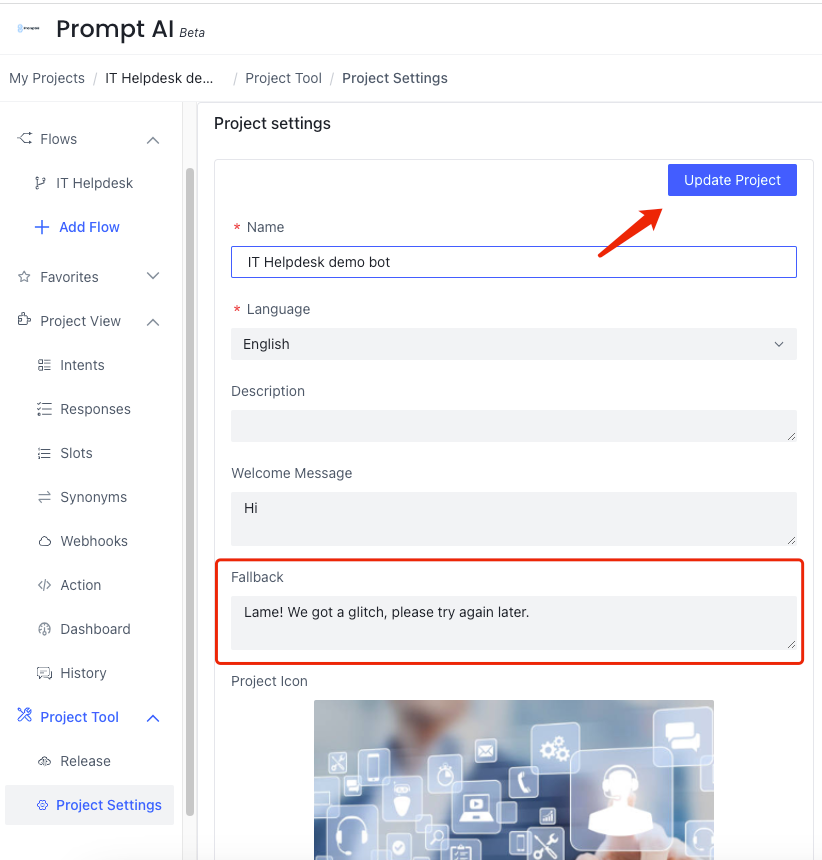 Prompt AI Beta
My Projects / IT Helpdesk de... / Project Tool / Project Settings
Flows
IT Helpdesk
Add Flow
Favorites
Project View
Intents
Responses
Slots
Synonyms
Webhooks
Action
Dashboard
History
Project Tool
Release
Project Settings
Project settings
Update Project
* Name
IT Helpdesk demo bot
* Language
English
Description
Welcome Message
Hi
Fallback
Lame! We got a glitch, please try again later.
Project Icon